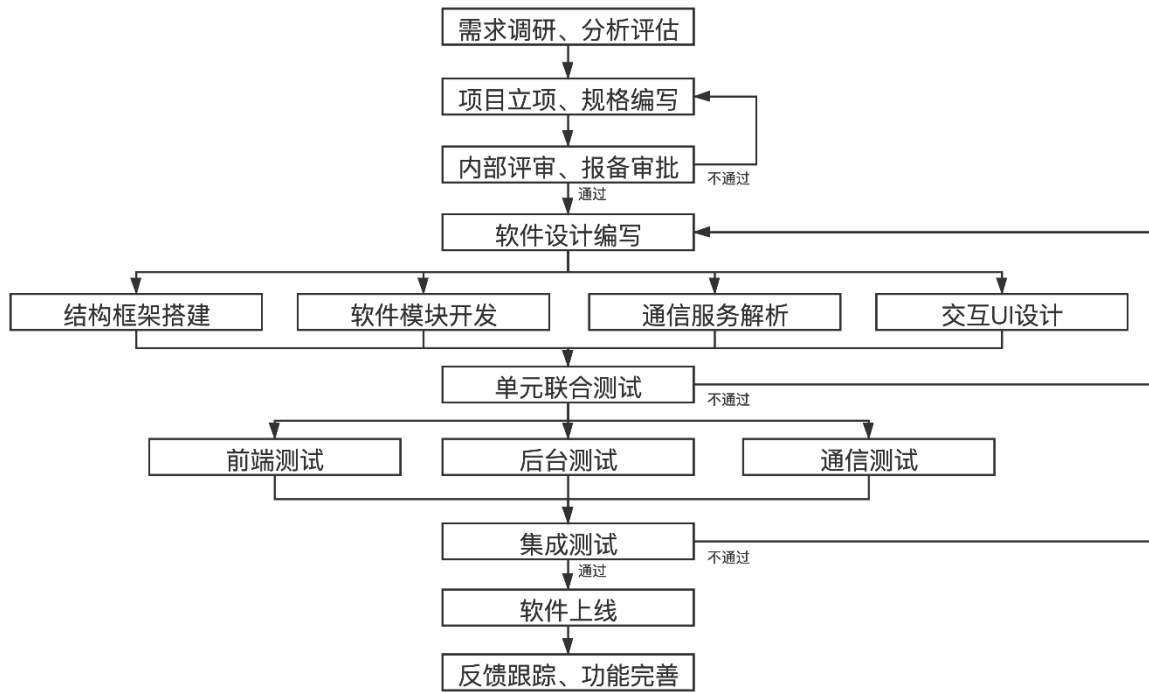 需求调研、分析评估
项目立项、规格编写
内部评审、报备审批
不通过
通过
软件设计编写
结构框架搭建
软件模块开发
通信服务解析
交互UI设计
单元联合测试
不通过
前端测试
后台测试
通信测试
集成测试
不通过
通过
软件上线
反馈跟踪、功能完善